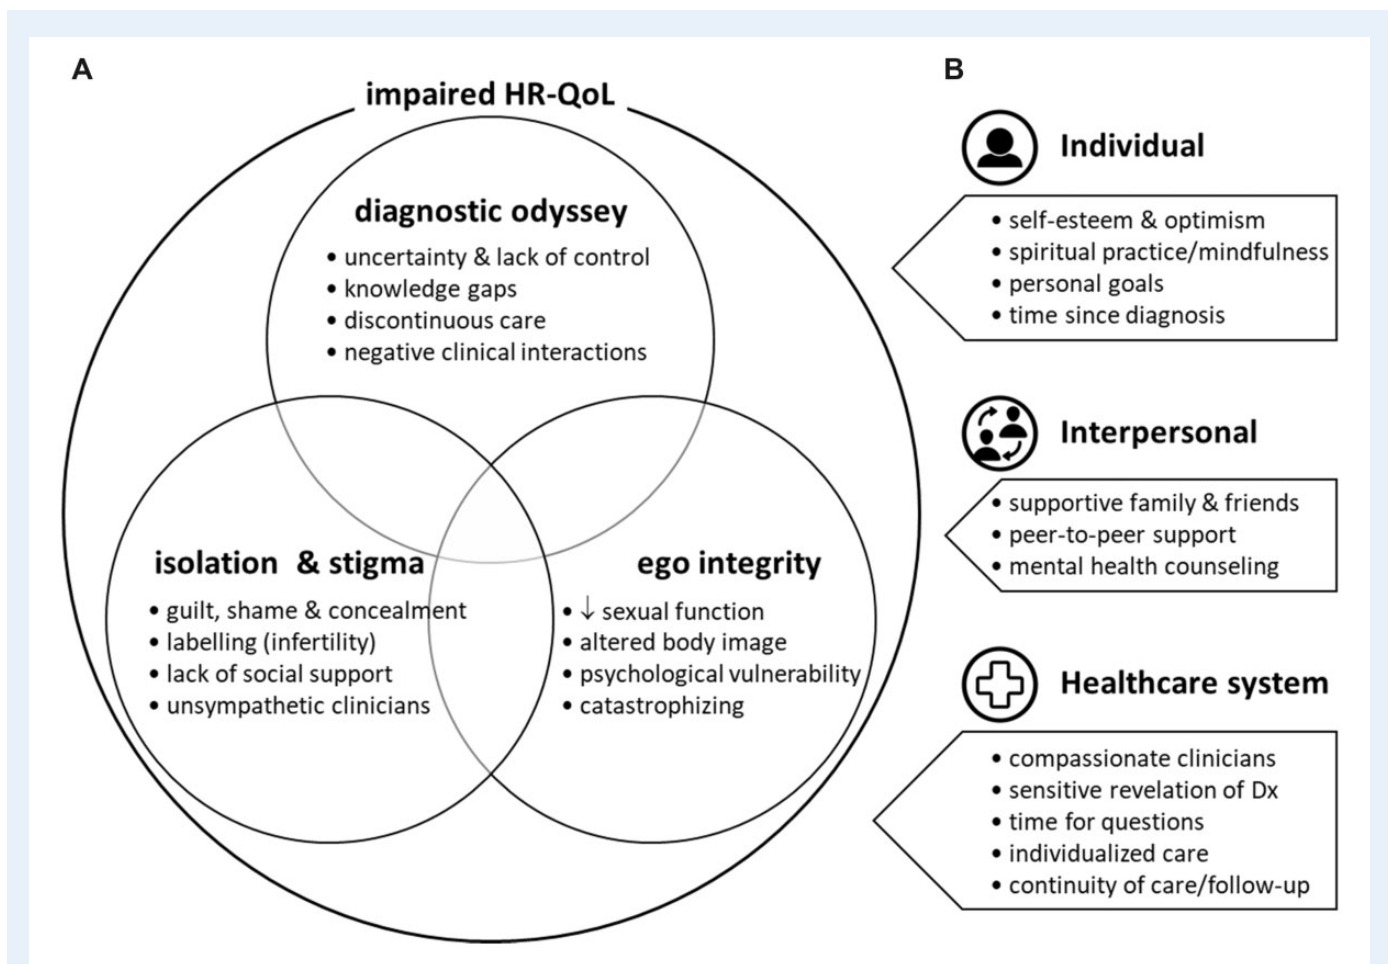 A
impaired HR-QoL
diagnostic odyssey
• uncertainty & lack of control
• knowledge gaps
• discontinuous care
• negative clinical interactions
isolation & stigma
• guilt, shame & concealment
• labelling (infertility)
• lack of social support
• unsympathetic clinicians
ego integrity
• ↓ sexual function
• altered body image
• psychological vulnerability
• catastrophizing
B
Individual
• self-esteem & optimism
• spiritual practice/mindfulness
• personal goals
• time since diagnosis
Interpersonal
• supportive family & friends
• peer-to-peer support
• mental health counseling
Healthcare system
• compassionate clinicians
• sensitive revelation of Dx
• time for questions
• individualized care
• continuity of care/follow-up